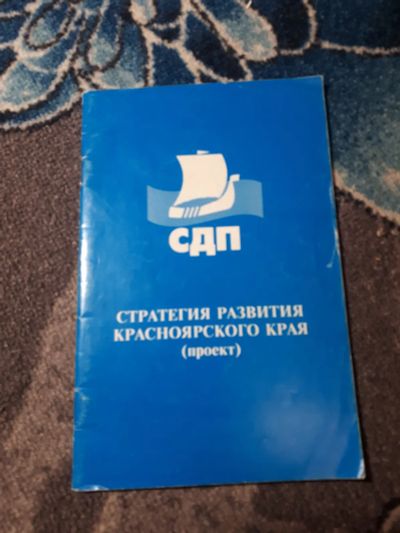 СДП
СТРАТЕГИЯ РАЗВИТИЯ
КРАСНОЯРСКОГО КРАЯ
(проект)